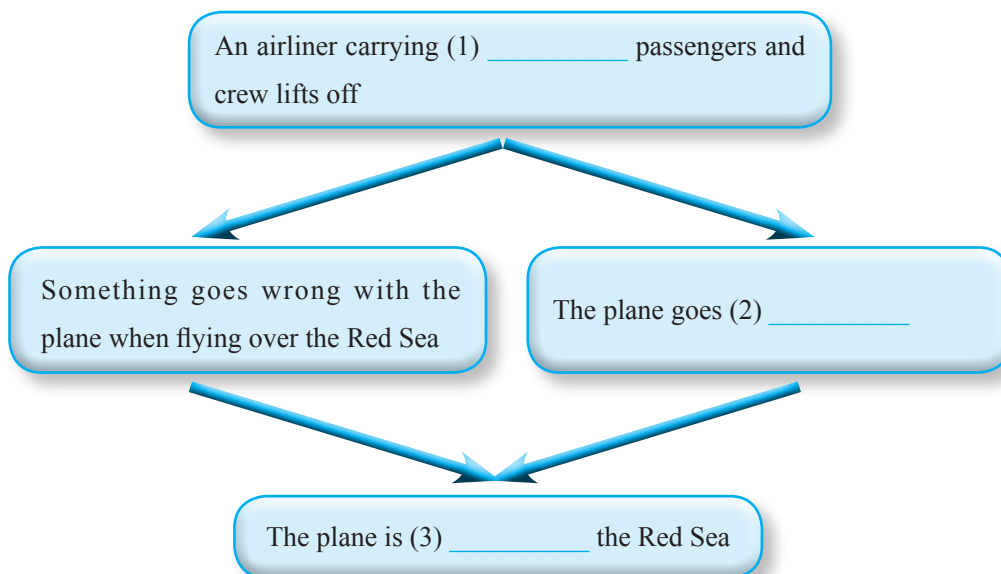 An airliner carrying (1) __________ passengers and
crew lifts off
Something goes wrong with the
plane when flying over the Red Sea
The plane goes (2) __________
The plane is (3) __________ the Red Sea